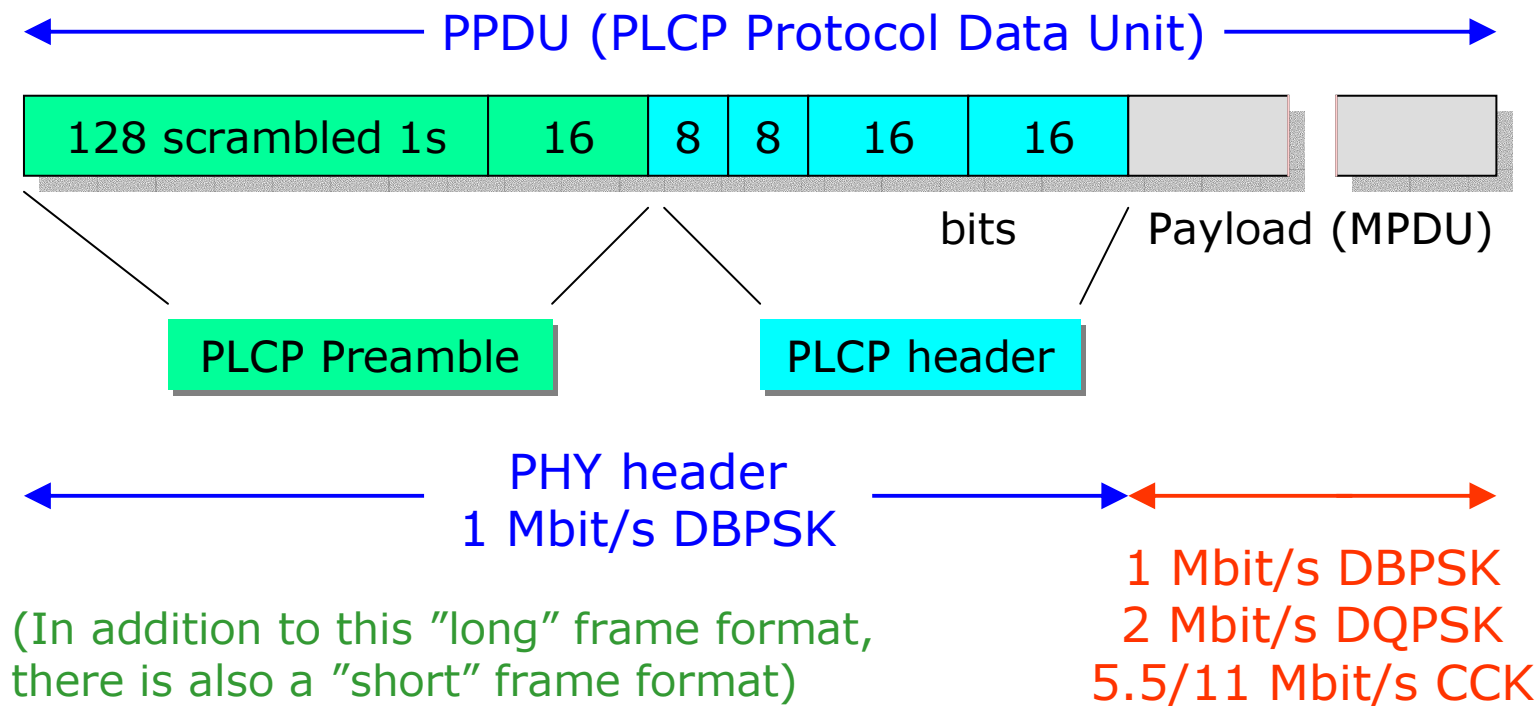 PPDU (PLCP Protocol Data Unit)
128 scrambled 1s 16 8 8 16 16
bits Payload (MPDU)
PLCP Preamble PLCP header
PHY header
1 Mbit/s DBPSK
1 Mbit/s DBPSK
2 Mbit/s DQPSK
5.5/11 Mbit/s CCK
(In addition to this ”long” frame format,
there is also a ”short” frame format)